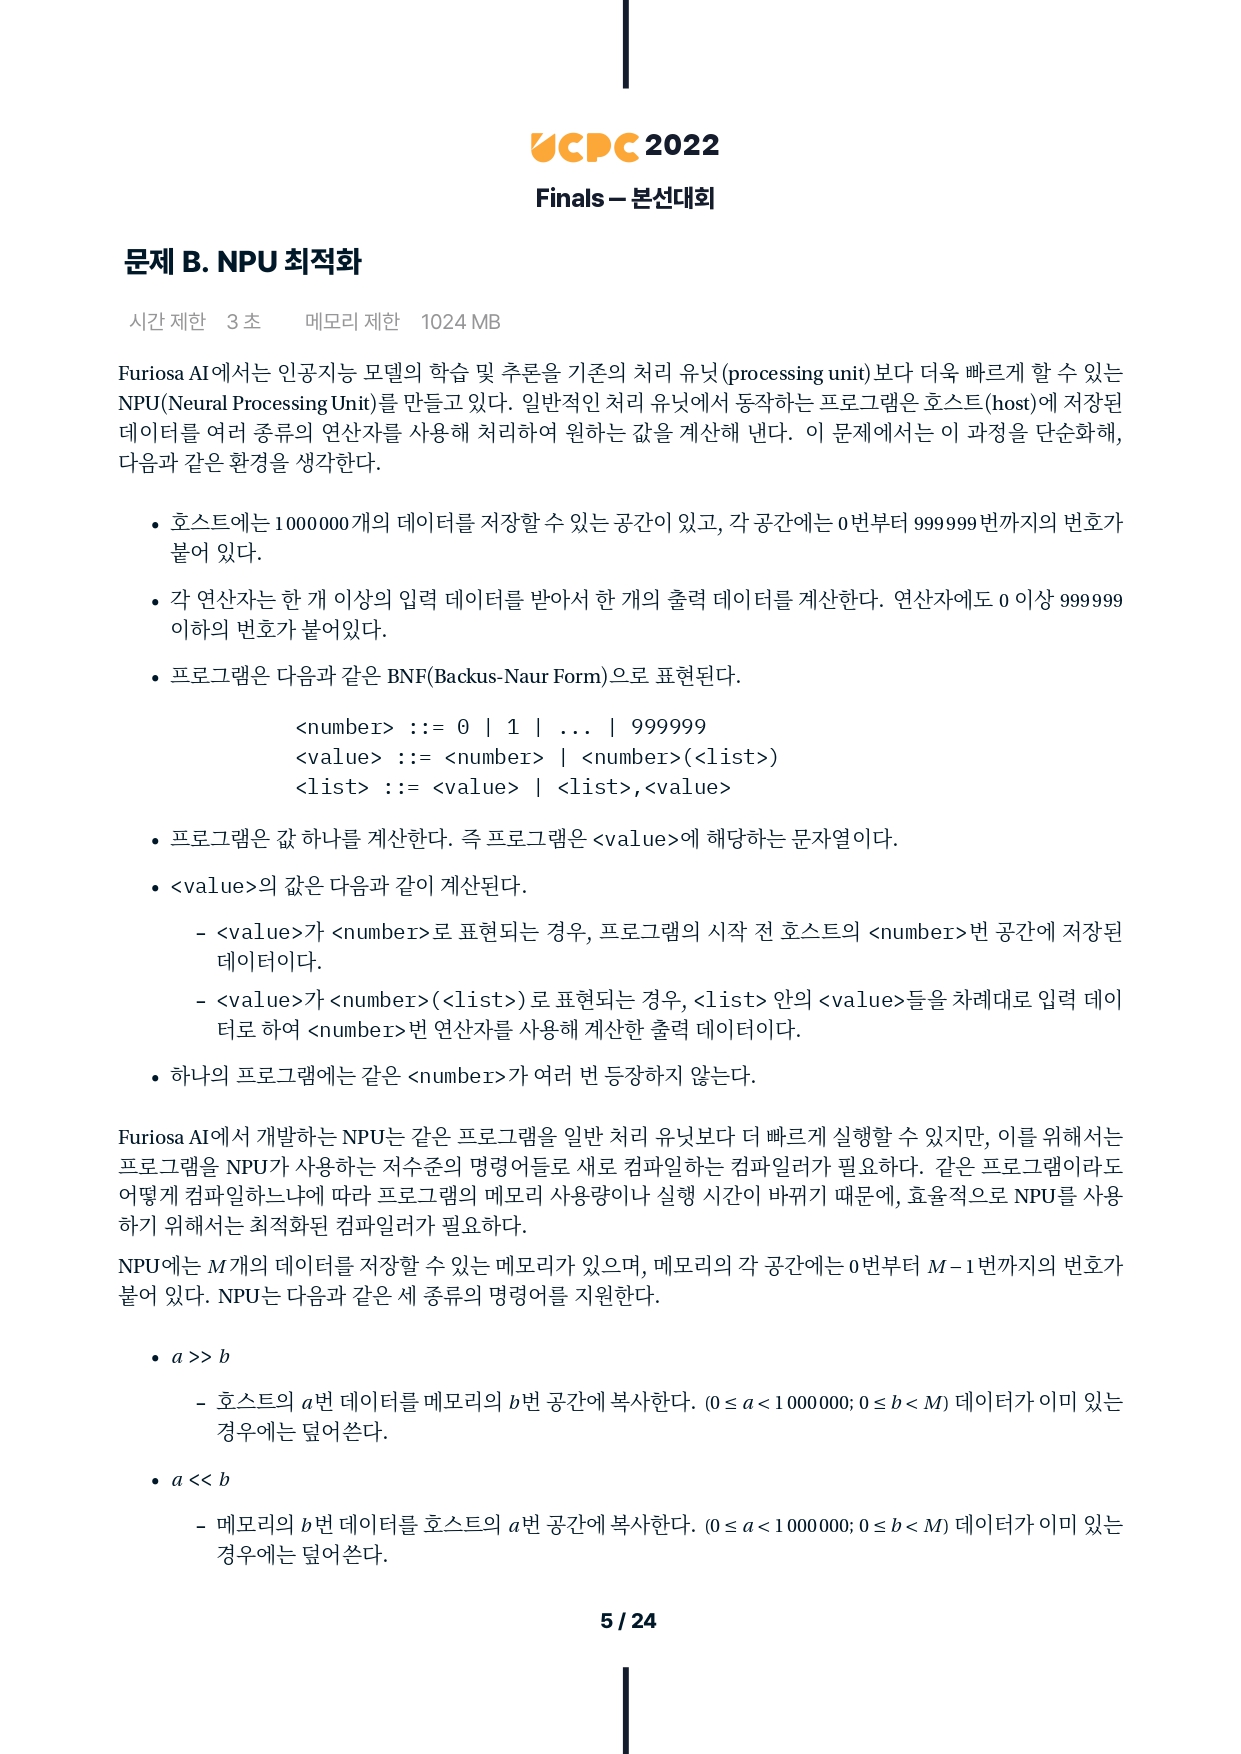 UCPC 2022
Finals — 본선대회
문제 B. NPU 최적화
시간 제한 3 초 메모리 제한 1024 MB
Furiosa AI에서는 인공지능 모델의 학습 및 추론을 기존의 처리 유닛(processing unit)보다 더욱 빠르게 할 수 있는
NPU(Neural Processing Unit)를 만들고 있다. 일반적인 처리 유닛에서 동작하는 프로그램은 호스트(host)에 저장된
데이터를 여러 종류의 연산자를 사용해 처리하여 원하는 값을 계산해 낸다. 이 문제에서는 이 과정을 단순화해,
다음과 같은 환경을 생각한다.
• 호스트에는 1 000 000개의 데이터를 저장할 수 있는 공간이 있고, 각 공간에는 0번부터 999 999번까지의 번호가
붙어 있다.
• 각 연산자는 한 개 이상의 입력 데이터를 받아서 한 개의 출력 데이터를 계산한다. 연산자에도 0 이상 999 999
이하의 번호가 붙어있다.
• 프로그램은 다음과 같은 BNF(Backus-Naur Form)으로 표현된다.
<number> ::= 0 | 1 | ... | 999999
<value> ::= <number> | <number>(<list>)
<list> ::= <value> | <list>,<value>
• 프로그램은 값 하나를 계산한다. 즉 프로그램은 <value>에 해당하는 문자열이다.
• <value>의 값은 다음과 같이 계산된다.
– <value>가 <number>로 표현되는 경우, 프로그램의 시작 전 호스트의 <number>번 공간에 저장된
데이터이다.
– <value>가 <number>(<list>)로 표현되는 경우, <list> 안의 <value>들을 차례대로 입력 데이
터로 하여 <number>번 연산자를 사용해 계산한 출력 데이터이다.
• 하나의 프로그램에는 같은 <number>가 여러 번 등장하지 않는다.
Furiosa AI에서 개발하는 NPU는 같은 프로그램을 일반 처리 유닛보다 더 빠르게 실행할 수 있지만, 이를 위해서는
프로그램을 NPU가 사용하는 저수준의 명령어들로 새로 컴파일하는 컴파일러가 필요하다. 같은 프로그램이라도
어떻게 컴파일하느냐에 따라 프로그램의 메모리 사용량이나 실행 시간이 바뀌기 때문에, 효율적으로 NPU를 사용
하기 위해서는 최적화된 컴파일러가 필요하다.
NPU에는 M개의 데이터를 저장할 수 있는 메모리가 있으며, 메모리의 각 공간에는 0번부터 M − 1번까지의 번호가
붙어 있다. NPU는 다음과 같은 세 종류의 명령어를 지원한다.
• a >> b
– 호스트의 a번 데이터를 메모리의 b번 공간에 복사한다. (0 ≤ a < 1 000 000; 0 ≤ b < M) 데이터가 이미 있는
경우에는 덮어쓴다.
• a << b
– 메모리의 b번 데이터를 호스트의 a번 공간에 복사한다. (0 ≤ a < 1 000 000; 0 ≤ b < M) 데이터가 이미 있는
경우에는 덮어쓴다.
5 / 24